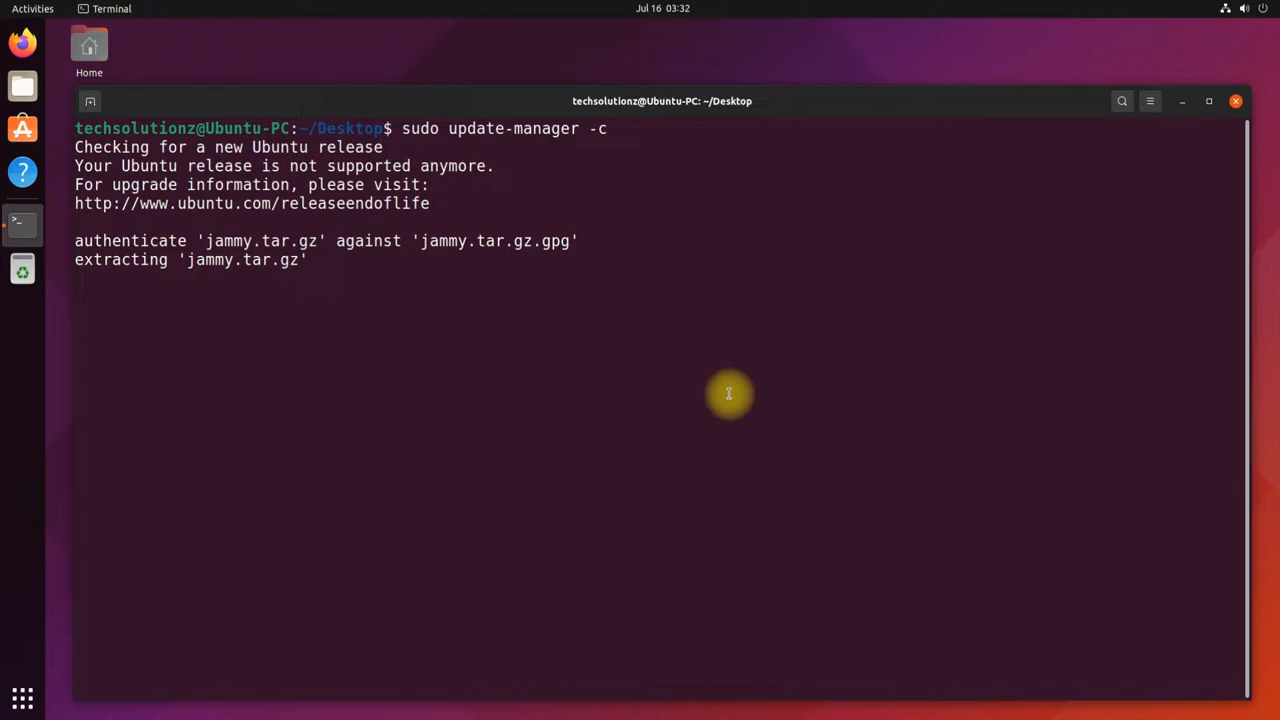 Activities
Terminal
Jul 16 03:32
Home
techsolutionz@Ubuntu-PC: ~/Desktop
techsolutionz@Ubuntu-PC:~/Desktop$ sudo update-manager -c
Checking for a new Ubuntu release
Your Ubuntu release is not supported anymore.
For upgrade information, please visit:
http://www.ubuntu.com/releaseendoflife
authenticate 'jammy.tar.gz' against 'jammy.tar.gz.gpg'
extracting 'jammy.tar.gz'